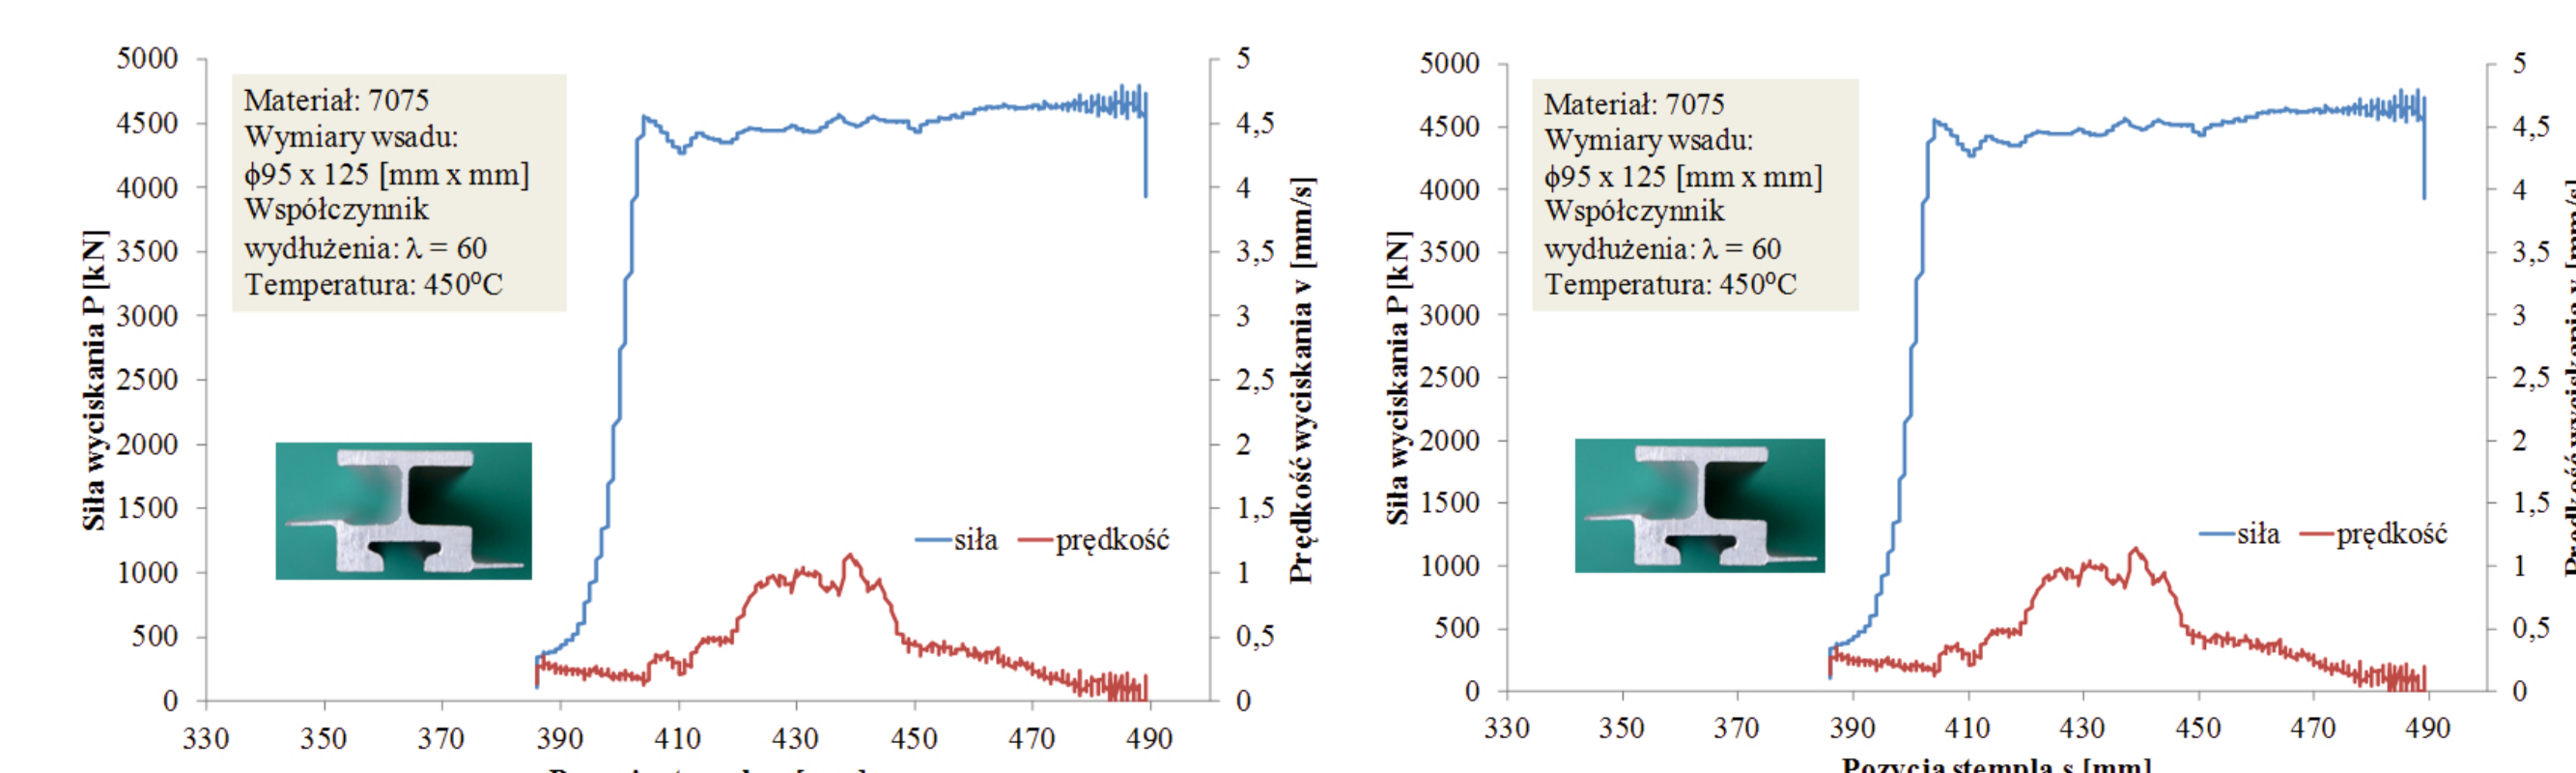 5000
4500
4000
3500
3000
2500
2000
1500
1000
500
0
Siła wyciskania P [kN]
Materiał: 7075
Wymiary wsadu:
ϕ95 x 125 [mm x mm]
Współczynnik
wydłużenia: λ = 60
Temperatura: 450⁰C
siła
prędkość
5
4,5
4
3,5
3
2,5
2
1,5
1
0,5
0
Prędkość wyciskania v [mm/s]
330 350 370 390 410 430 450 470 490
5000
4500
4000
3500
3000
2500
2000
1500
1000
500
0
Siła wyciskania P [kN]
Materiał: 7075
Wymiary wsadu:
ϕ95 x 125 [mm x mm]
Współczynnik
wydłużenia: λ = 60
Temperatura: 450⁰C
siła
prędkość
5
4,5
4
3,5
3
2,5
2
1,5
1
0,5
0
330 350 370 390 410 430 450 470 490
Pozycja stempla s [mm]